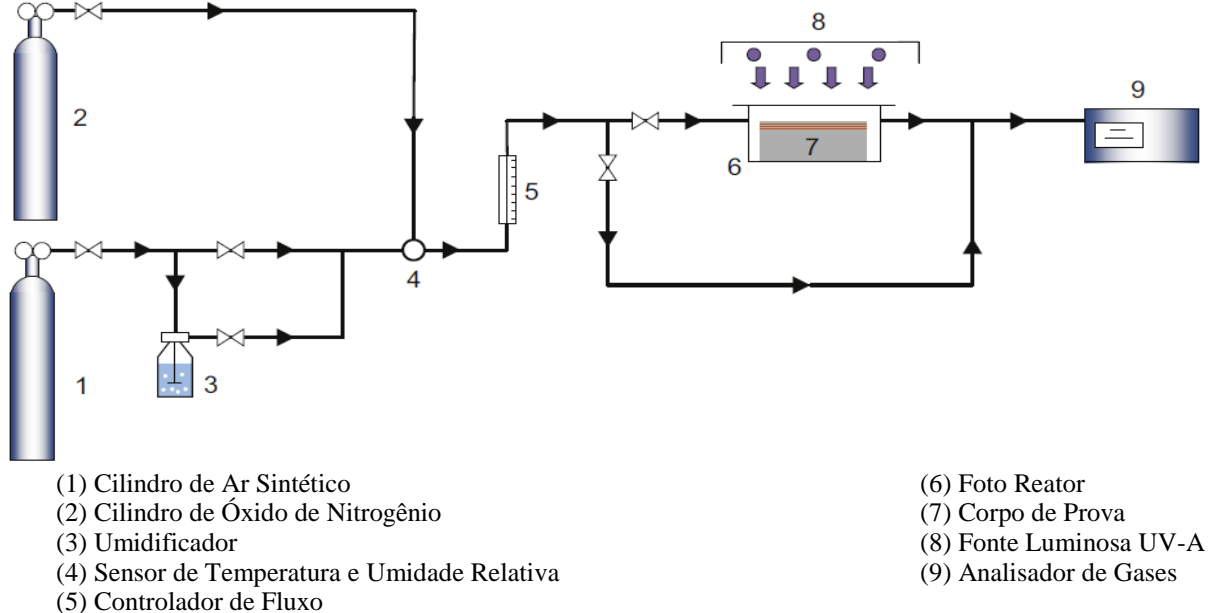 8
2
9
7
6
5
4
3
1
(1) Cilindro de Ar Sintético
(2) Cilindro de Óxido de Nitrogênio
(3) Umidificador
(4) Sensor de Temperatura e Umidade Relativa
(5) Controlador de Fluxo
(6) Foto Reator
(7) Corpo de Prova
(8) Fonte Luminosa UV-A
(9) Analisador de Gases